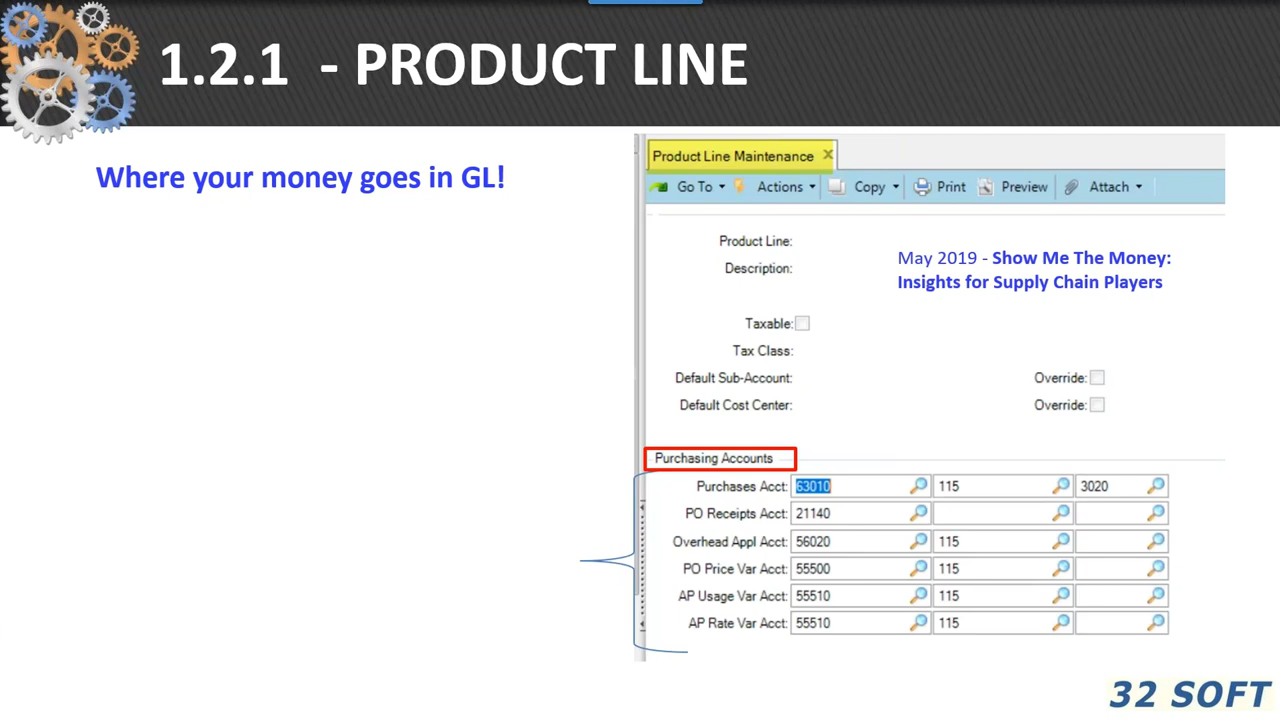 1.2.1 - PRODUCT LINE
Where your money goes in GL!
Product Line Maintenance
Go To Actions Copy Print Preview Attach
Product Line:
Description:
May 2019 - Show Me The Money:
Insights for Supply Chain Players
Taxable:
Tax Class:
Default Sub-Account: Override:
Default Cost Center: Override:
Purchasing Accounts
Purchases Acct: 63010 115 3020
PO Receipts Acct: 21140
Overhead Appl Acct: 56020 115
PO Price Var Acct: 55500 115
AP Usage Var Acct: 55510 115
AP Rate Var Acct: 55510 115
32 SOFT